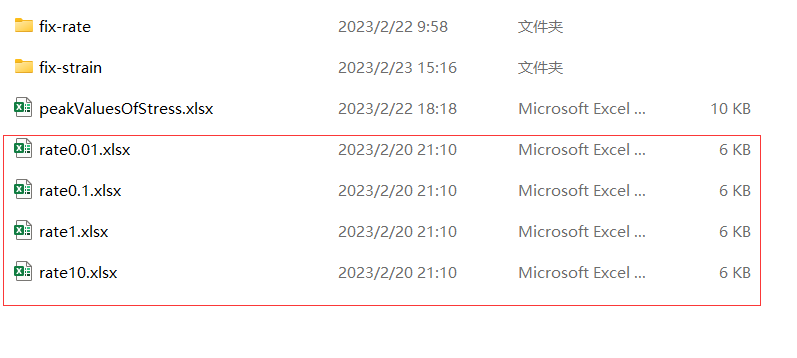 fix-rate 2023/2/22 9:58 文件夹
fix-strain 2023/2/23 15:16 文件夹
peakValuesOfStress.xlsx 2023/2/22 18:18 Microsoft Excel ... 10 KB
rate0.01.xlsx 2023/2/20 21:10 Microsoft Excel ... 6 KB
rate0.1.xlsx 2023/2/20 21:10 Microsoft Excel ... 6 KB
rate1.xlsx 2023/2/20 21:10 Microsoft Excel ... 6 KB
rate10.xlsx 2023/2/20 21:10 Microsoft Excel ... 6 KB